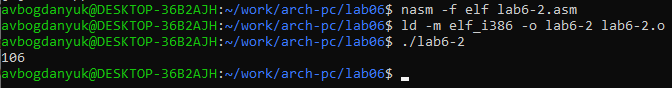 avbogdanyuk@DESKTOP-36B2AJH:~/work/arch-pc/lab06$ nasm -f elf lab6-2.asm
avbogdanyuk@DESKTOP-36B2AJH:~/work/arch-pc/lab06$ ld -m elf_i386 -o lab6-2 lab6-2.o
avbogdanyuk@DESKTOP-36B2AJH:~/work/arch-pc/lab06$ ./lab6-2
106
avbogdanyuk@DESKTOP-36B2AJH:~/work/arch-pc/lab06$